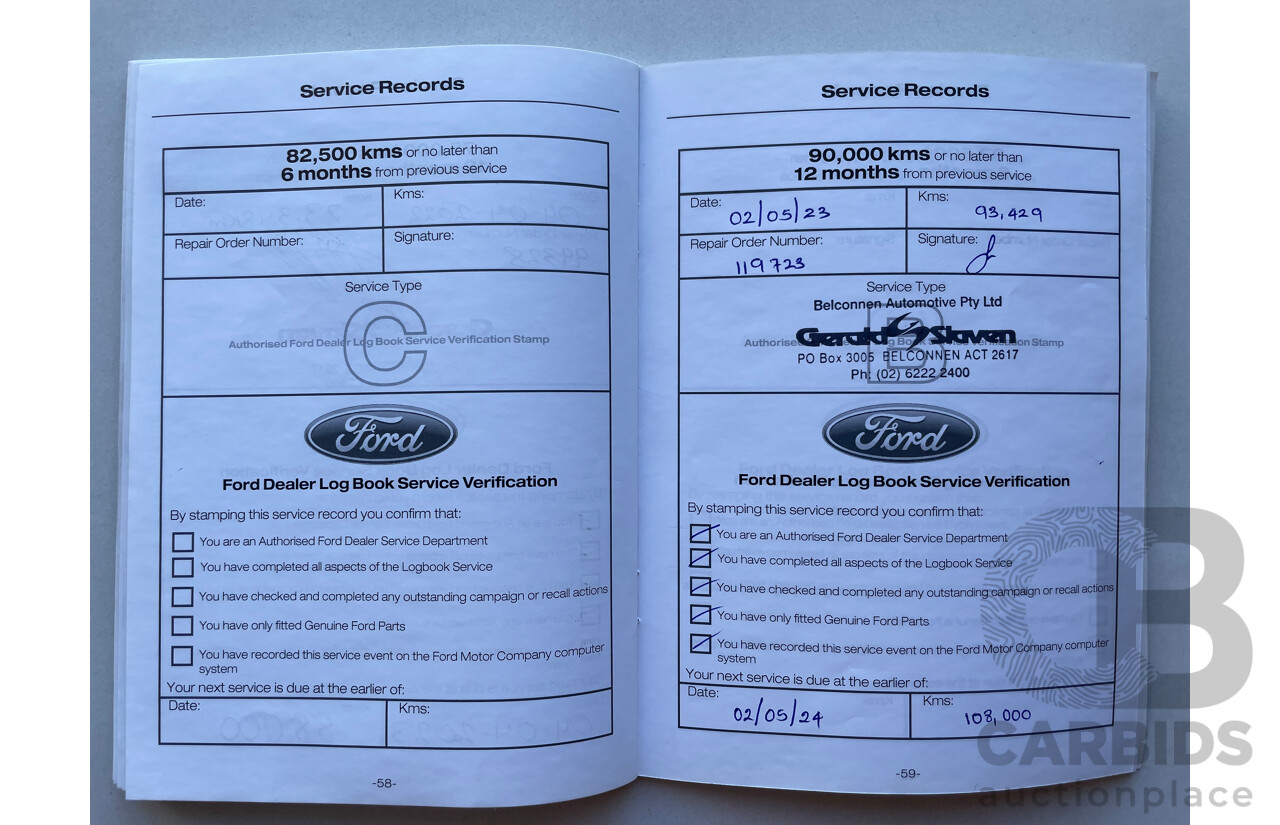 Service Records
82,500 kms or no later than
6 months from previous service
Date:
Kms:
Repair Order Number:
Signature:
Service Type
C
Authorised Ford Dealer Log Book Service Verification Stamp
Ford
Ford Dealer Log Book Service Verification
By stamping this service record you confirm that:
You are an Authorised Ford Dealer Service Department
You have completed all aspects of the Logbook Service
You have checked and completed any outstanding campaign or recall actions
You have only fitted Genuine Ford Parts
You have recorded this service event on the Ford Motor Company computer
system
Your next service is due at the earlier of:
Date:
Kms:
-58-
Service Records
90,000 kms or no later than
12 months from previous service
Date: 02/05/23
Kms: 93,429
Repair Order Number: 119723
Signature:
Service Type
Belconnen Automotive Pty Ltd
B
Gerald Slaven
Authorised Ford Dealer Log Book Service Verification Stamp
PO Box 3005 BELCONNEN ACT 2617
Ph: (02) 6222 2400
Ford
Ford Dealer Log Book Service Verification
By stamping this service record you confirm that:
You are an Authorised Ford Dealer Service Department
You have completed all aspects of the Logbook Service
You have checked and completed any outstanding campaign or recall actions
You have only fitted Genuine Ford Parts
You have recorded this service event on the Ford Motor Company computer
system
Your next service is due at the earlier of:
Date: 02/05/24
Kms: 108,000
-59-
CB
CARBIDS
auctionplace